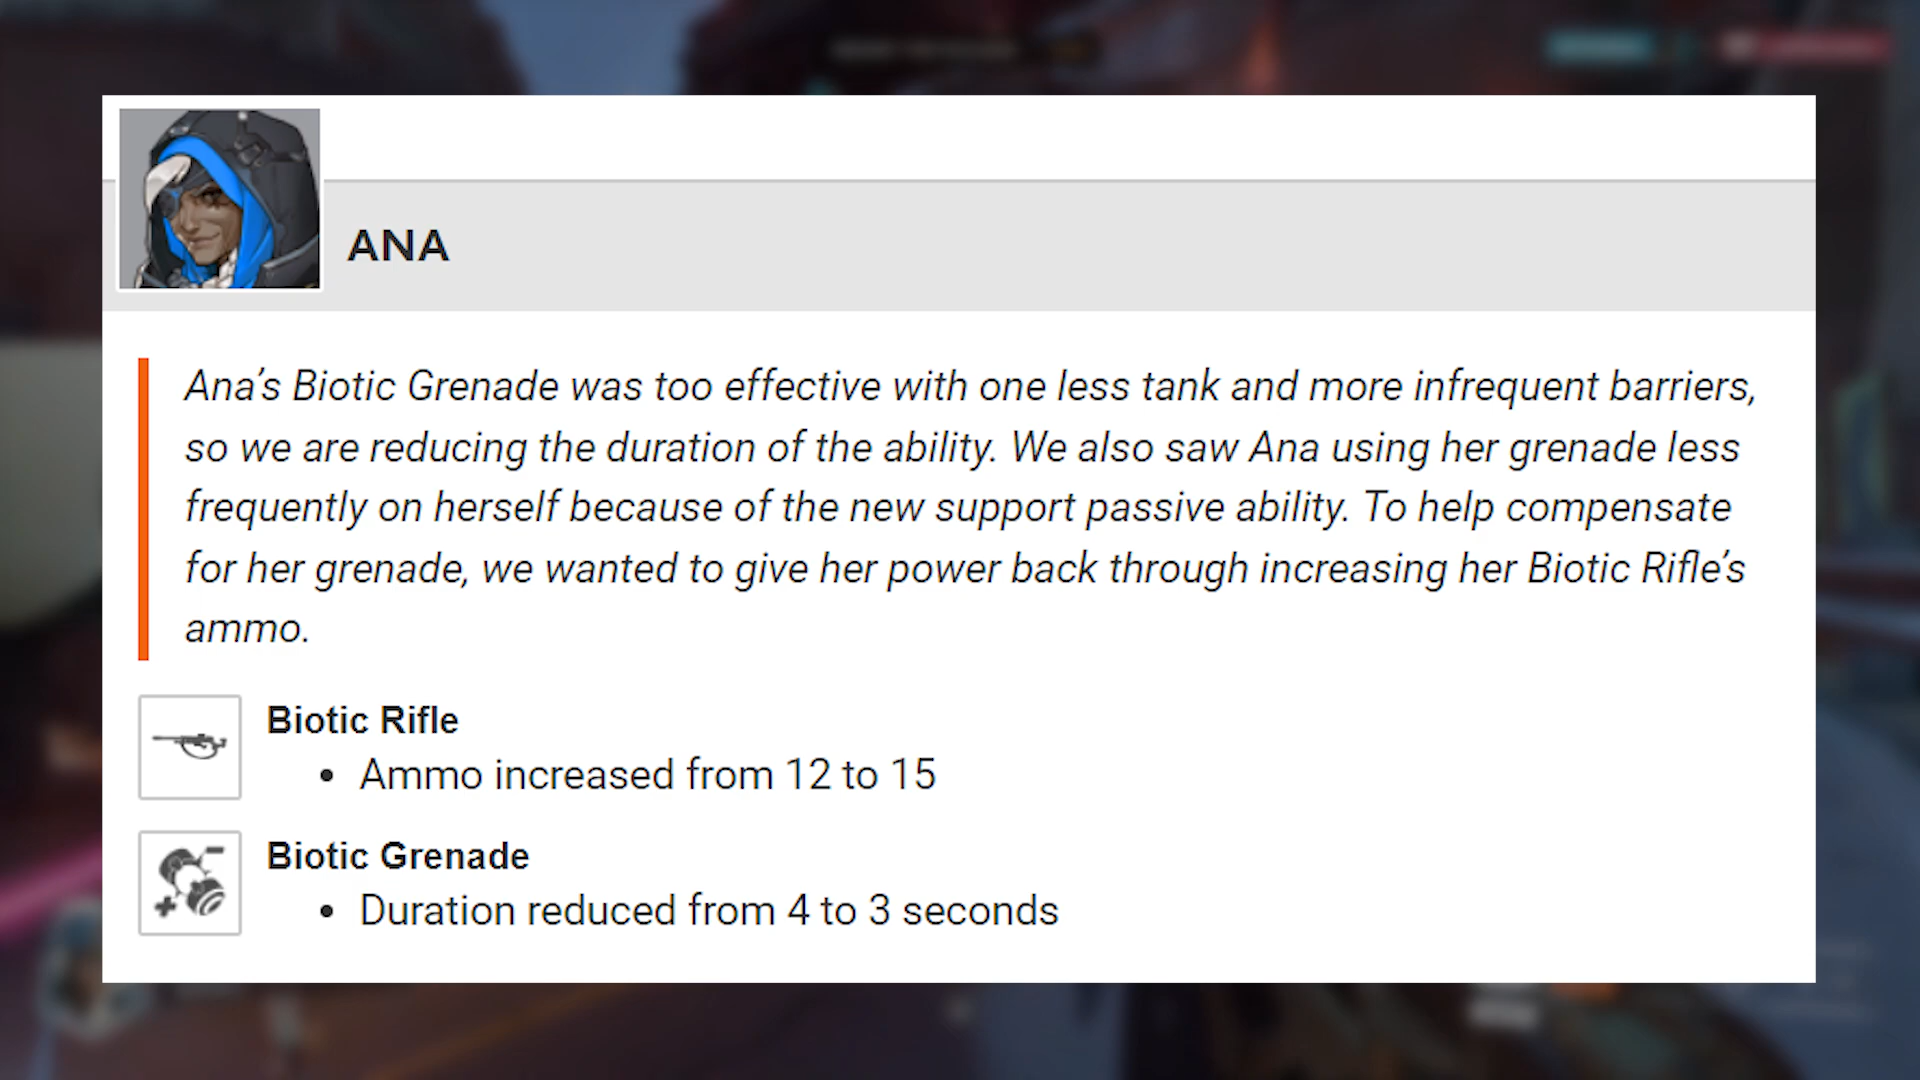 ANA
Ana’s Biotic Grenade was too effective with one less tank and more infrequent barriers,
so we are reducing the duration of the ability. We also saw Ana using her grenade less
frequently on herself because of the new support passive ability. To help compensate
for her grenade, we wanted to give her power back through increasing her Biotic Rifle’s
ammo.
Biotic Rifle
• Ammo increased from 12 to 15
Biotic Grenade
• Duration reduced from 4 to 3 seconds